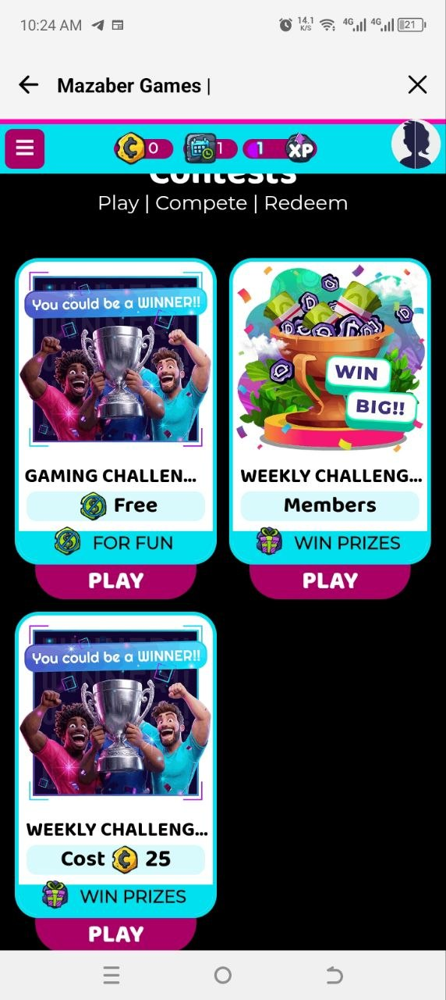 10:24 AM
14.1
K/S
4G
4G
21
Mazaber Games |
0
1
1
XP
Contests
Play | Compete | Redeem
You could be a WINNER!!
GAMING CHALLEN...
Free
FOR FUN
PLAY
WIN
BIG!!
WEEKLY CHALLENG...
Members
WIN PRIZES
PLAY
You could be a WINNER!!
WEEKLY CHALLENG...
Cost 25
WIN PRIZES
PLAY